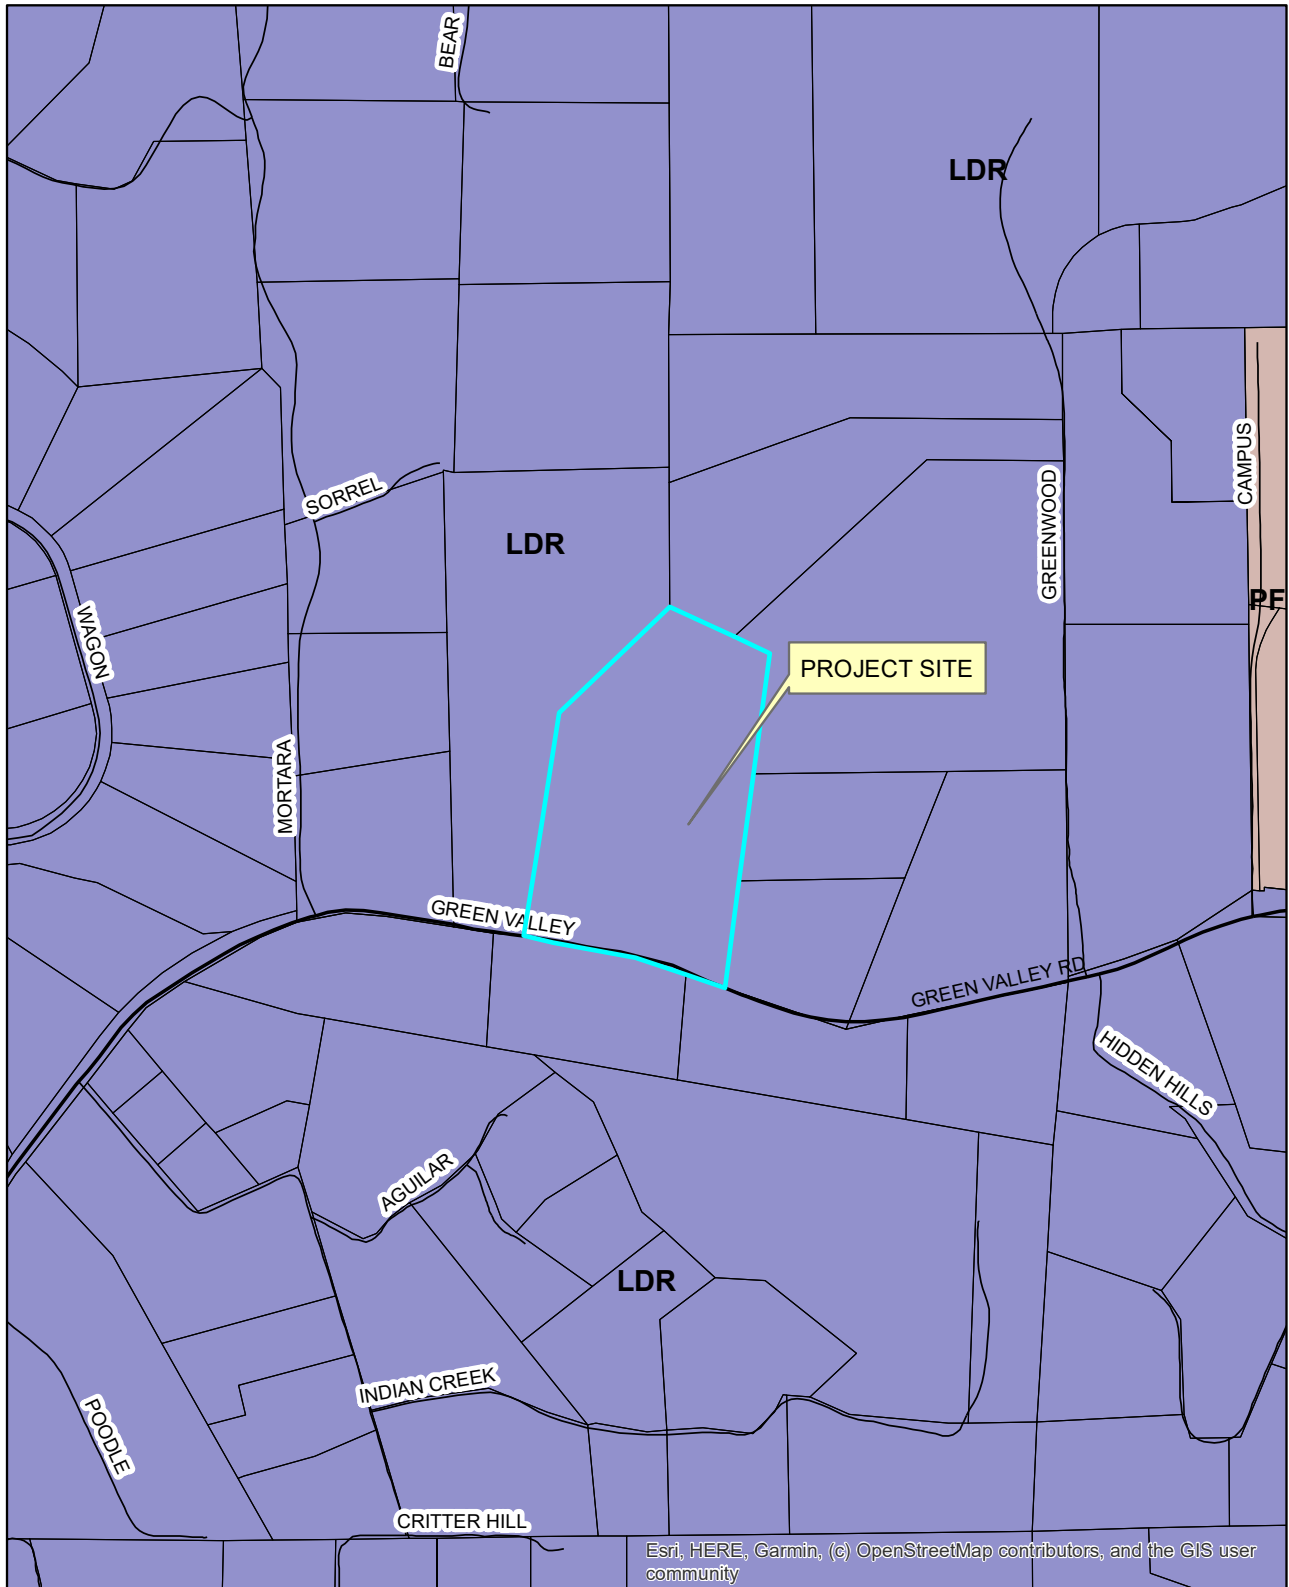 BEAR
LDR
CAMPUS
SORREL
GREENWOOD
LDR
PF
WAGON
PROJECT SITE
MORTARA
GREEN VALLEY
GREEN VALLEY RD
HIDDEN HILLS
AGUILAR
LDR
INDIAN CREEK
POODLE
CRITTER HILL
Esri, HERE, Garmin, (c) OpenStreetMap contributors, and the GIS user
community